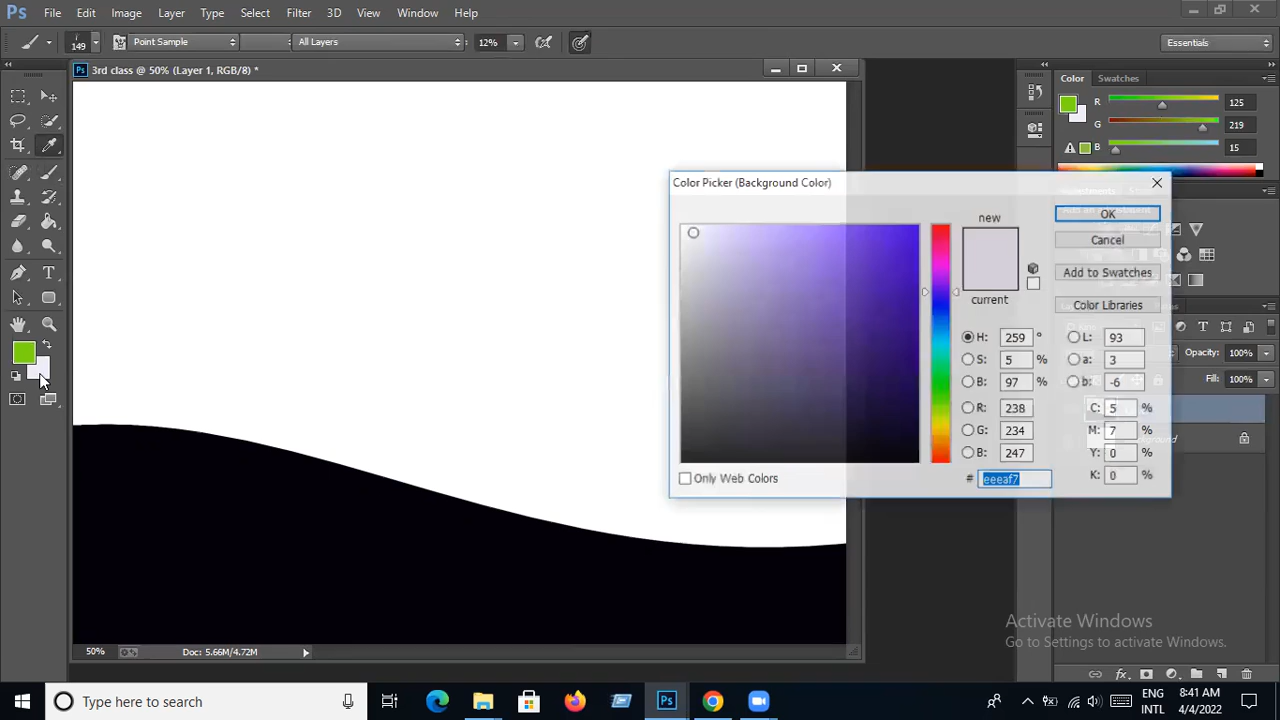 Ps File Edit Image Layer Type Select Filter 3D View Window Help
149 Point Sample All Layers 12% Essentials
Ps 3rd class @ 50% (Layer 1, RGB/8) *
Color Swatches
R 125
G 219
B 15
Color Picker (Background Color)
new
current
OK
Cancel
Add to Swatches
Color Libraries
H: 259 °
S: 5 %
B: 97 %
R: 238
G: 234
B: 247
# eeeaf7
L: 93
a: 3
b: -6
C: 5 %
M: 7 %
Y: 0 %
K: 0 %
Only Web Colors
Opacity: 100%
Fill: 100%
Activate Windows
Go to Settings to activate Windows.
50% Doc: 5.66M/4.72M
Type here to search
Ps
ENG
INTL
8:41 AM
4/4/2022